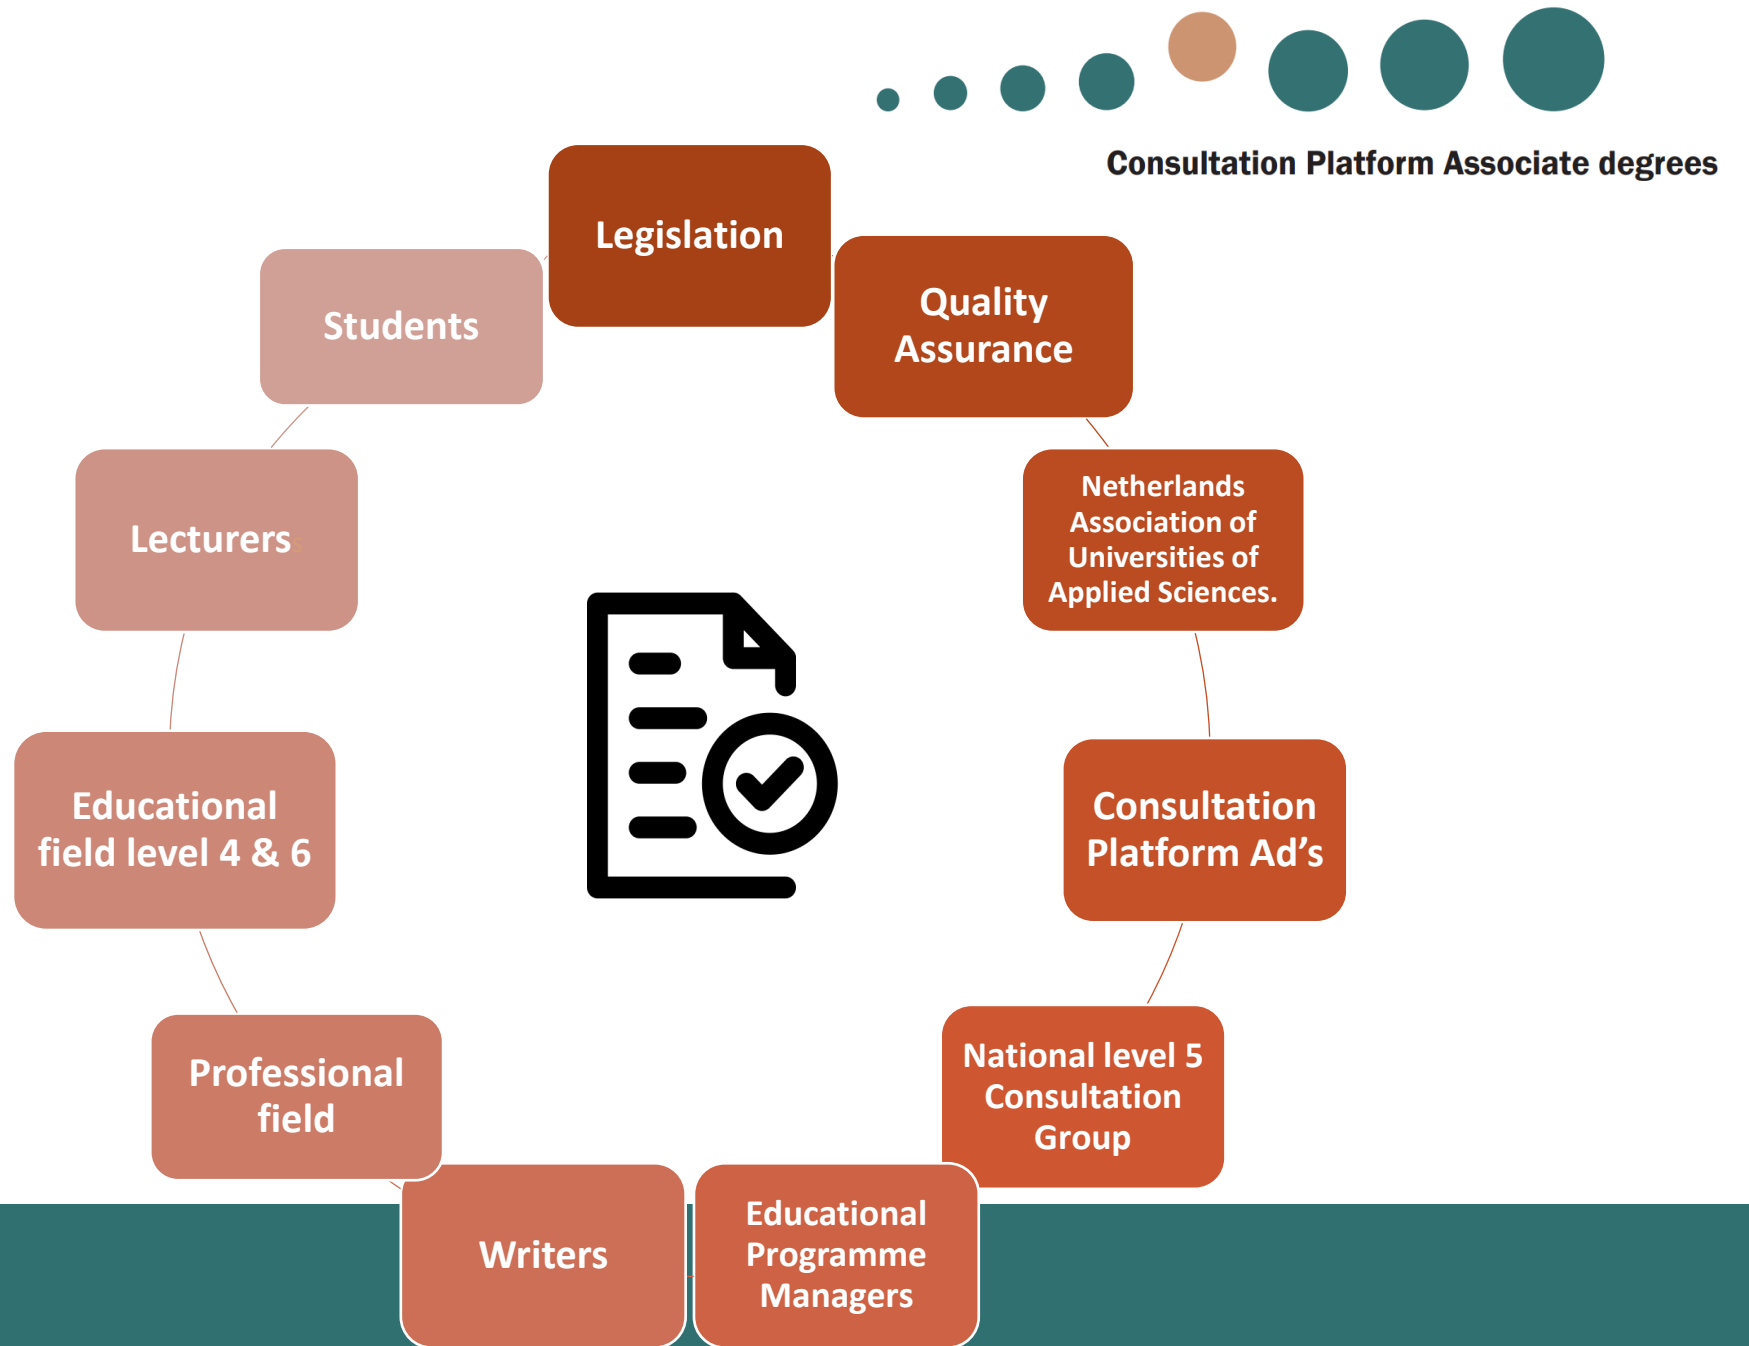 Consultation Platform Associate degrees
Legislation
Quality
Assurance
Netherlands
Association of
Universities of
Applied Sciences.
Consultation
Platform Ad’s
National level 5
Consultation
Group
Educational
Programme
Managers
Writers
Professional
field
Educational
field level 4 & 6
Lecturers
Students